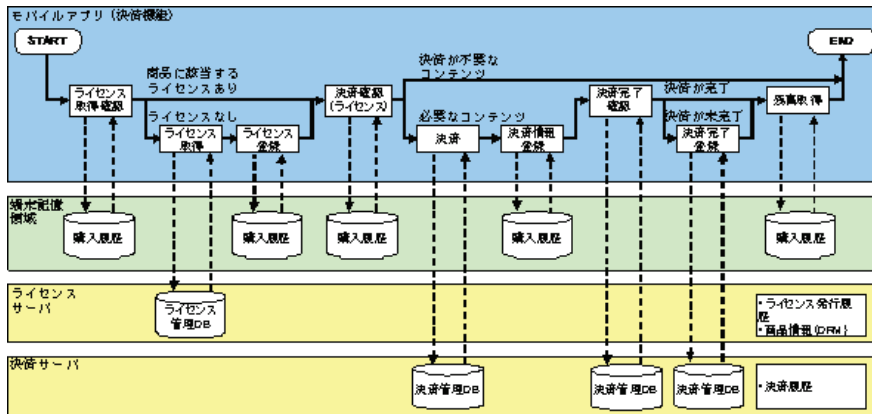 モバイルアプリ（決済機能）
START
END
商品に該当する
ライセンスあり
決済が不要な
コンテンツ
ライセンス
取得確認
決済確認
(ライセンス)
決済完了
確認
決済が完了
残高取得
ライセンスなし
必要なコンテンツ
決済が未完了
ライセンス
取得
ライセンス
登録
決済
決済情報
登録
決済完了
登録
端末記憶
領域
購入履歴
購入履歴
購入履歴
購入履歴
購入履歴
ライセンス
サーバ
ライセンス
管理DB
・ライセンス発行履
歴
・商品情報(DRM)
決済サーバ
決済管理DB
決済管理DB
決済管理DB
・決済履歴